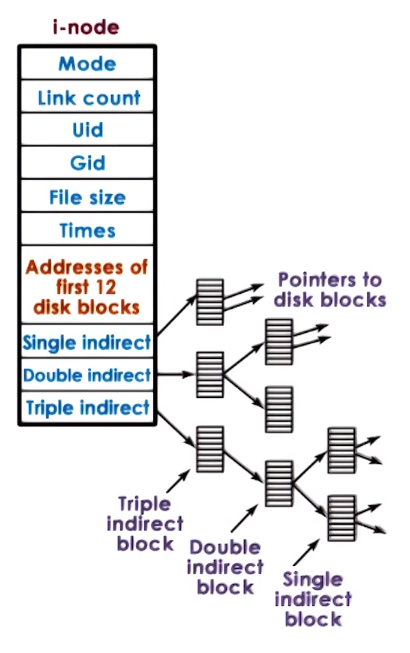 i-node
Mode
Link count
Uid
Gid
File size
Times
Addresses of
first 12
disk blocks
Single indirect
Double indirect
Triple indirect
Pointers to
disk blocks
Triple
indirect
block
Double
indirect
block
Single
indirect
block